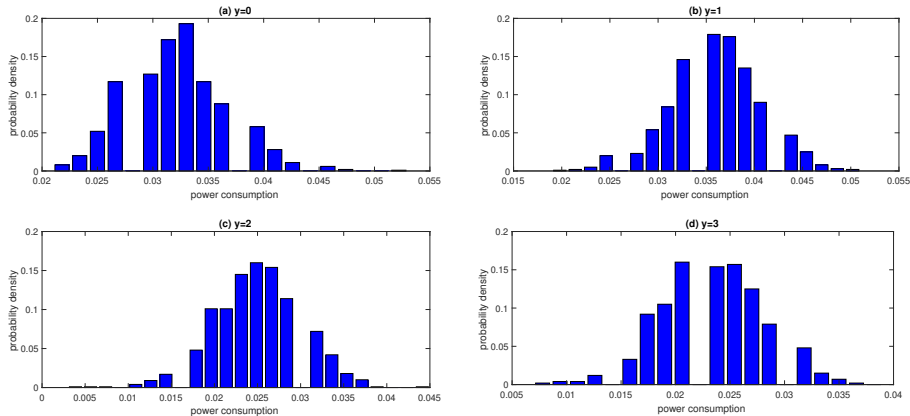 (a) y=0
probability density
0.2
0.15
0.1
0.05
0
0.02 0.025 0.03 0.035 0.04 0.045 0.05 0.055
power consumption
(b) y=1
probability density
0.2
0.15
0.1
0.05
0
0.015 0.02 0.025 0.03 0.035 0.04 0.045 0.05 0.055
power consumption
(c) y=2
probability density
0.2
0.15
0.1
0.05
0
0 0.005 0.01 0.015 0.02 0.025 0.03 0.035 0.04 0.045
power consumption
(d) y=3
probability density
0.2
0.15
0.1
0.05
0
0.005 0.01 0.015 0.02 0.025 0.03 0.035 0.04
power consumption